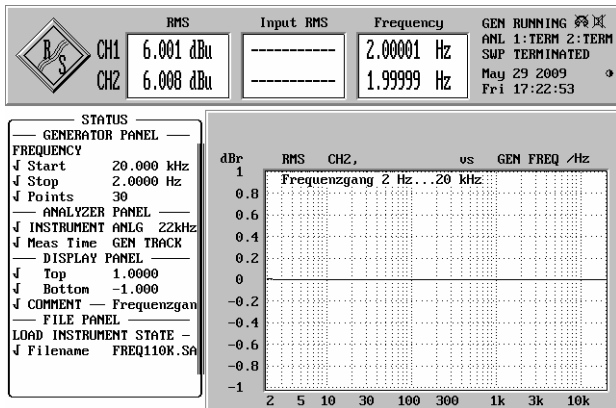 RMS Input RMS Frequency
R S
CH1 6.001 dBu ----------- 2.00001 Hz
CH2 6.008 dBu ----------- 1.99999 Hz
GEN RUNNING
ANL 1:TERM 2:TERM
SWP TERMINATED
May 29 2009
Fri 17:22:53
STATUS
GENERATOR PANEL
FREQUENCY
√ Start 20.000 kHz
√ Stop 2.0000 Hz
√ Points 30
ANALYZER PANEL
√ INSTRUMENT ANLG 22kHz
√ Meas Time GEN TRACK
DISPLAY PANEL
√ Top 1.0000
√ Bottom -1.000
√ COMMENT — Frequenzgan
FILE PANEL
LOAD INSTRUMENT STATE -
√ Filename FREQ110K.SA
dBr RMS CH2, vs GEN FREQ /Hz
Frequenzgang 2 Hz...20 kHz
1
0.8
0.6
0.4
0.2
0
-0.2
-0.4
-0.6
-0.8
-1
2 5 10 30 100 300 1k 3k 10k